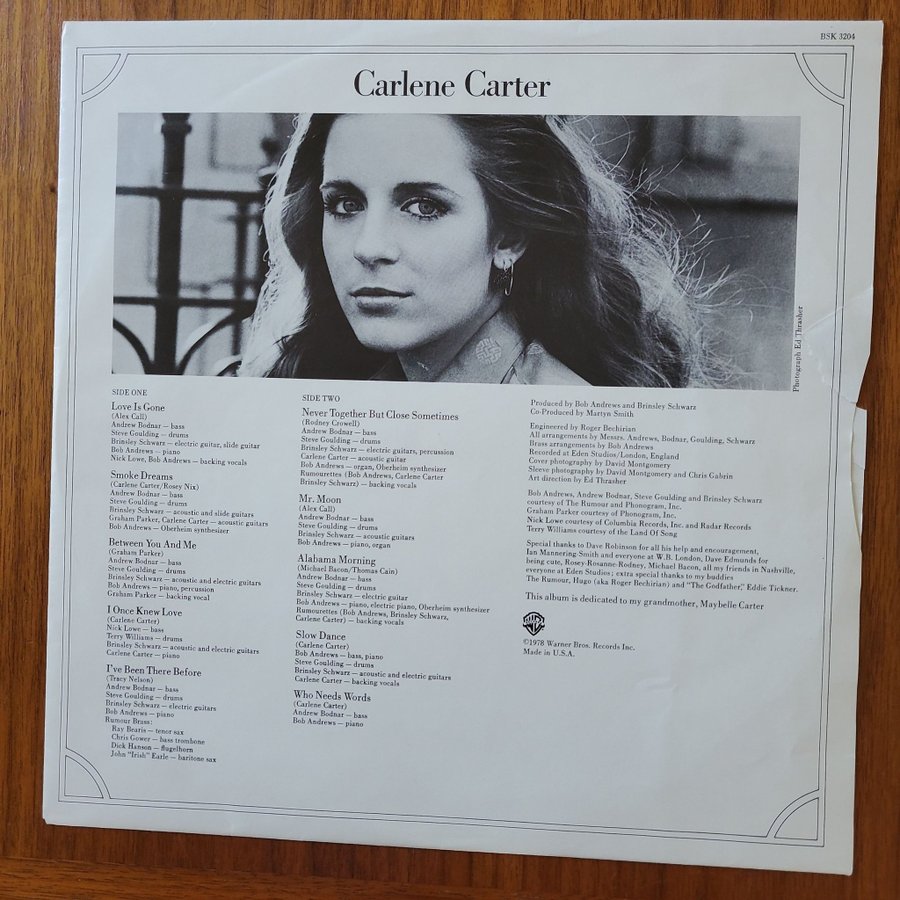 BSK 3204
Carlene Carter
Photograph Ed Thrasher
SIDE ONE
Love Is Gone
(Alex Call)
Andrew Bodnar — bass
Steve Goulding — drums
Brinsley Schwarz — electric guitar, slide guitar
Bob Andrews — piano
Nick Lowe, Bob Andrews — backing vocals
Smoke Dreams
(Carlene Carter/Rosey Nix)
Andrew Bodnar — bass
Steve Goulding — drums
Brinsley Schwarz — acoustic and slide guitars
Graham Parker, Carlene Carter — acoustic guitars
Bob Andrews — Oberheim synthesizer
Between You And Me
(Graham Parker)
Andrew Bodnar — bass
Steve Goulding — drums
Brinsley Schwarz — acoustic and electric guitars
Bob Andrews — piano, percussion
Graham Parker — backing vocal
I Once Knew Love
(Carlene Carter)
Nick Lowe — bass
Terry Williams — drums
Brinsley Schwarz — acoustic and electric guitars
Carlene Carter — piano
I've Been There Before
(Tracy Nelson)
Andrew Bodnar — bass
Steve Goulding — drums
Brinsley Schwarz — electric guitars
Bob Andrews — piano
Rumour Brass:
Ray Bearis — tenor sax
Chris Gower — bass trombone
Dick Hanson — flugelhorn
John "Irish" Earle — baritone sax
SIDE TWO
Never Together But Close Sometimes
(Rodney Crowell)
Andrew Bodnar — bass
Steve Goulding — drums
Brinsley Schwarz — electric guitars, percussion
Carlene Carter — acoustic guitar
Bob Andrews — organ, Oberheim synthesizer
Rumourettes (Bob Andrews, Carlene Carter
Brinsley Schwarz) — backing vocals
Mr. Moon
(Alex Call)
Andrew Bodnar — bass
Steve Goulding — drums
Brinsley Schwarz — acoustic guitars
Bob Andrews — piano, organ
Alabama Morning
(Michael Bacon/Thomas Cain)
Andrew Bodnar — bass
Steve Goulding — drums
Brinsley Schwarz — electric guitar
Bob Andrews — piano, electric piano, Oberheim synthesizer
Rumourettes (Bob Andrews, Brinsley Schwarz,
Carlene Carter) — backing vocals
Slow Dance
(Carlene Carter)
Bob Andrews — bass, piano
Steve Goulding — drums
Brinsley Schwarz — acoustic and electric guitars
Carlene Carter — backing vocals
Who Needs Words
(Carlene Carter)
Andrew Bodnar — bass
Bob Andrews — piano
Produced by Bob Andrews and Brinsley Schwarz
Co-Produced by Martyn Smith
Engineered by Roger Bechirian
All arrangements by Messrs. Andrews, Bodnar, Goulding, Schwarz
Brass arrangements by Bob Andrews
Recorded at Eden Studios/London, England
Cover photography by David Montgomery
Sleeve photography by David Montgomery and Chris Gabrin
Art direction by Ed Thrasher
Bob Andrews, Andrew Bodnar, Steve Goulding and Brinsley Schwarz
courtesy of The Rumour and Phonogram, Inc.
Graham Parker courtesy of Phonogram, Inc.
Nick Lowe courtesy of Columbia Records, Inc. and Radar Records
Terry Williams courtesy of the Land Of Song
Special thanks to Dave Robinson for all his help and encouragement,
Ian Mannering-Smith and everyone at W.B. London, Dave Edmunds for
being cute, Rosey-Rosanne-Rodney, Michael Bacon, all my friends in Nashville,
everyone at Eden Studios; extra special thanks to my buddies
The Rumour, Hugo (aka Roger Bechirian) and "The Godfather," Eddie Tickner.
This album is dedicated to my grandmother, Maybelle Carter
©1978 Warner Bros. Records Inc.
Made in U.S.A.